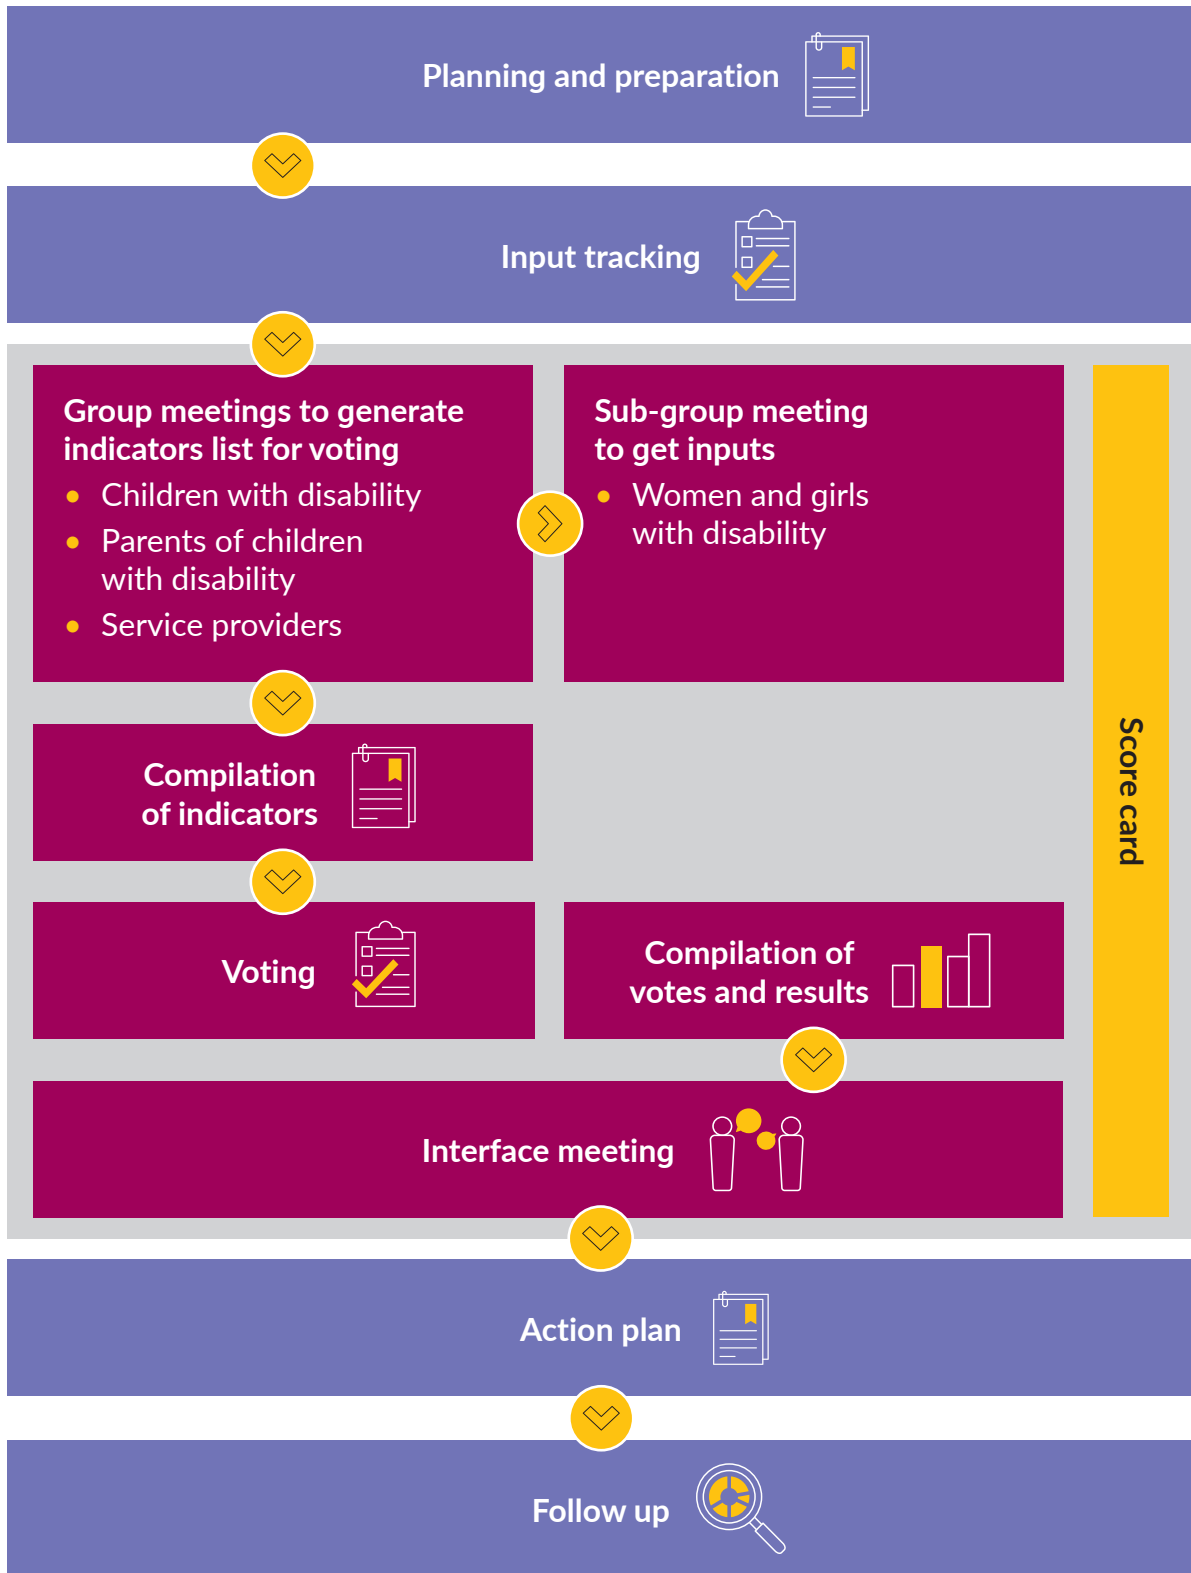 Planning and preparation
Input tracking
Group meetings to generate
indicators list for voting
• Children with disability
• Parents of children
with disability
• Service providers
Sub-group meeting
to get inputs
• Women and girls
with disability
Compilation
of indicators
Voting
Compilation of
votes and results
Interface meeting
Score card
Action plan
Follow up